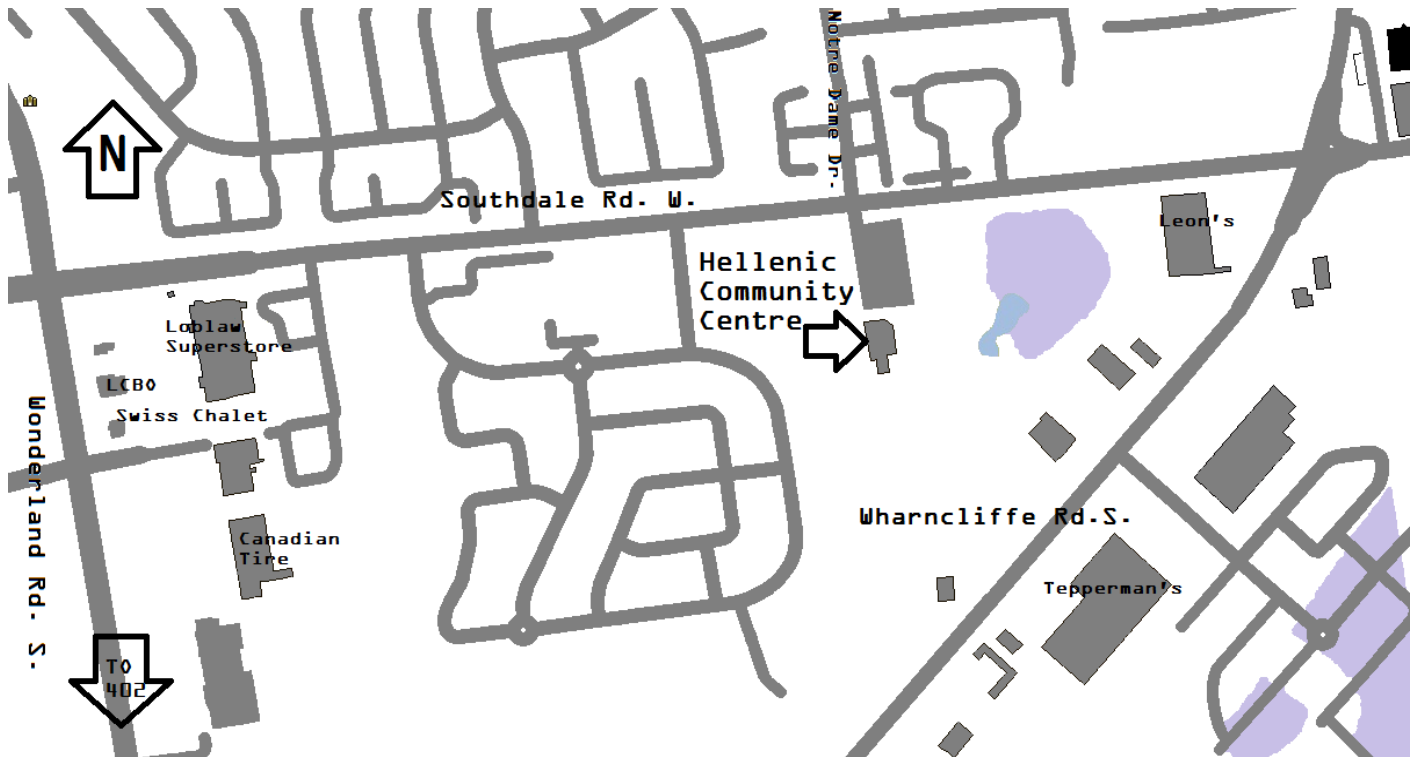 Notre Dame Dr.
N
Southdale Rd. W.
Leon's
Hellenic
Community
Centre
Loblaw
Superstore
LCBO
Swiss Chalet
Wonderland Rd. S.
Wharncliffe Rd.S.
Canadian
Tire
Tepperman's
TO
402